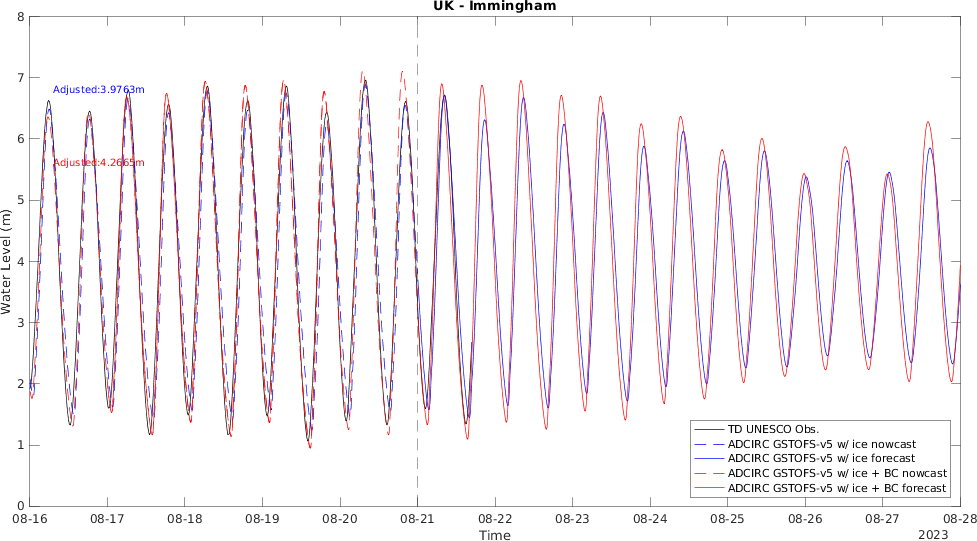 UK - Immingham
8
7
6
5
4
3
2
1
0
Water Level (m)
Adjusted:3.9763m
Adjusted:4.2665m
TD UNESCO Obs.
ADCIRC GSTOFS-v5 w/ ice nowcast
ADCIRC GSTOFS-v5 w/ ice forecast
ADCIRC GSTOFS-v5 w/ ice + BC nowcast
ADCIRC GSTOFS-v5 w/ ice + BC forecast
08-16 08-17 08-18 08-19 08-20 08-21 08-22 08-23 08-24 08-25 08-26 08-27 08-28
Time
2023